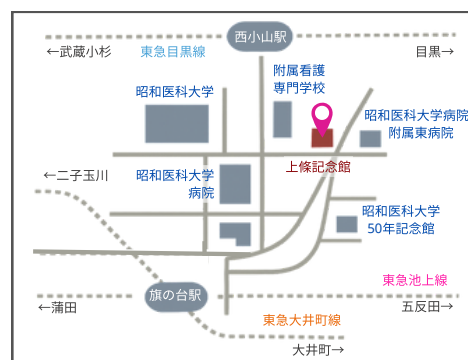 西小山駅
←武蔵小杉
東急目黒線
目黒→
附属看護
専門学校
昭和医科大学
昭和医科大学病院
附属東病院
上條記念館
←二子玉川
昭和医科大学
病院
昭和医科大学
50年記念館
東急池上線
旗の台駅
←蒲田
五反田→
東急大井町線
大井町→